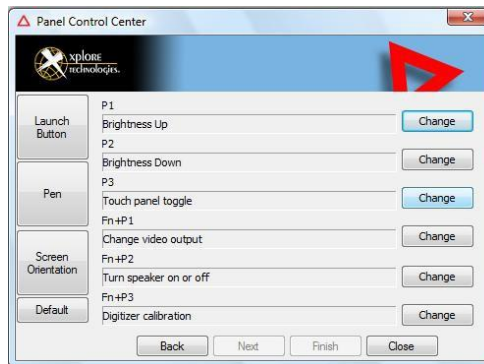 Panel Control Center
xplore
technologies.
Launch
Button
Pen
Screen
Orientation
Default
P1
Brightness Up
Change
P2
Brightness Down
Change
P3
Touch panel toggle
Change
Fn+P1
Change video output
Change
Fn+P2
Turn speaker on or off
Change
Fn+P3
Digitizer calibration
Change
Back
Next
Finish
Close